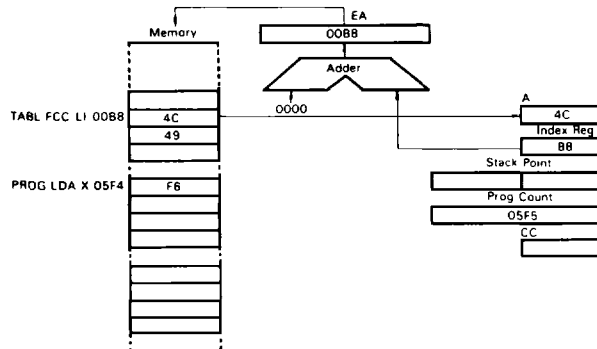 EA
Memory
00B8
Adder
A
TABL FCC LI 00B8
4C
0000
4C
Index Reg
49
B8
Stack Point
PROG LDA X 05F4
F6
Prog Count
05F5
CC